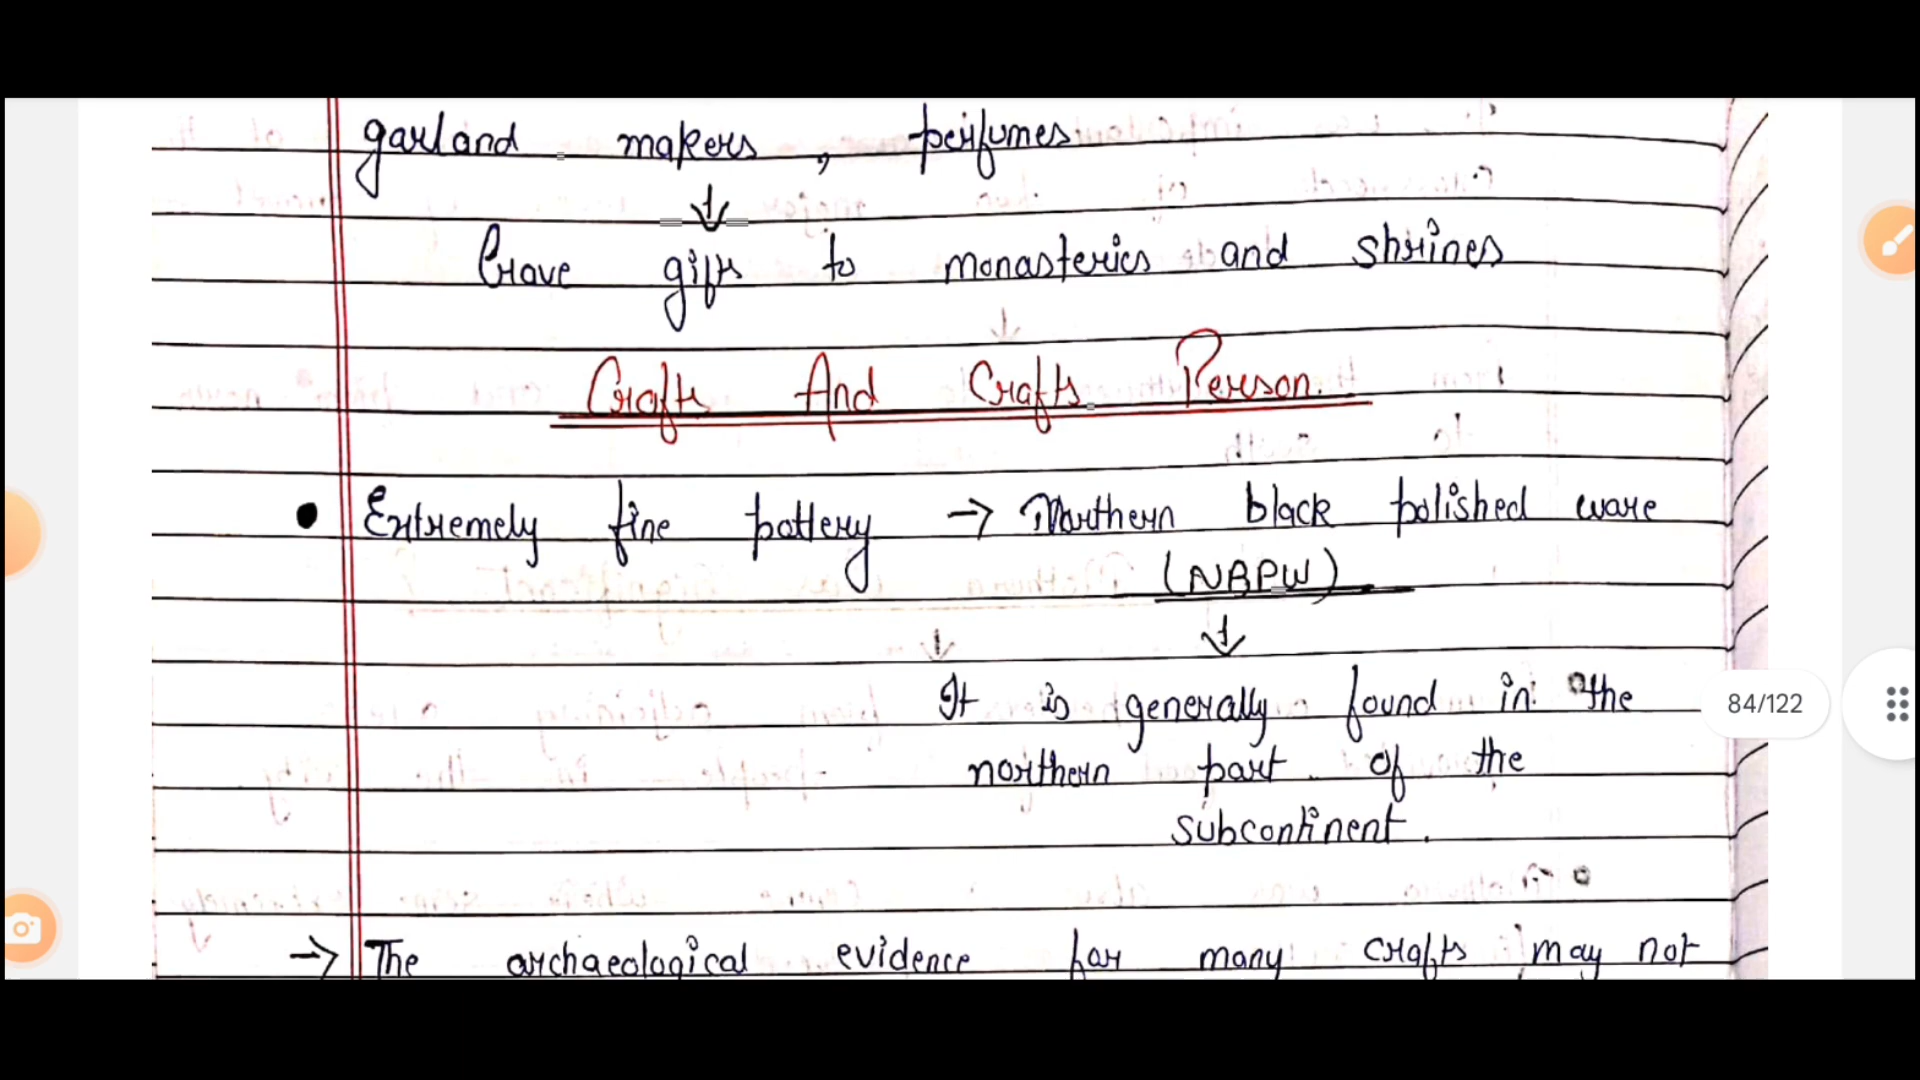 garland makers, perfumes
Gave gifts to monasteries and shrines
Crafts And Crafts Person.
Extremely fine pottery → Northern black polished ware
(NBPW)
It is generally found in the
northern part of the
subcontinent.
84/122
→ The archaeological evidence for many crafts may not